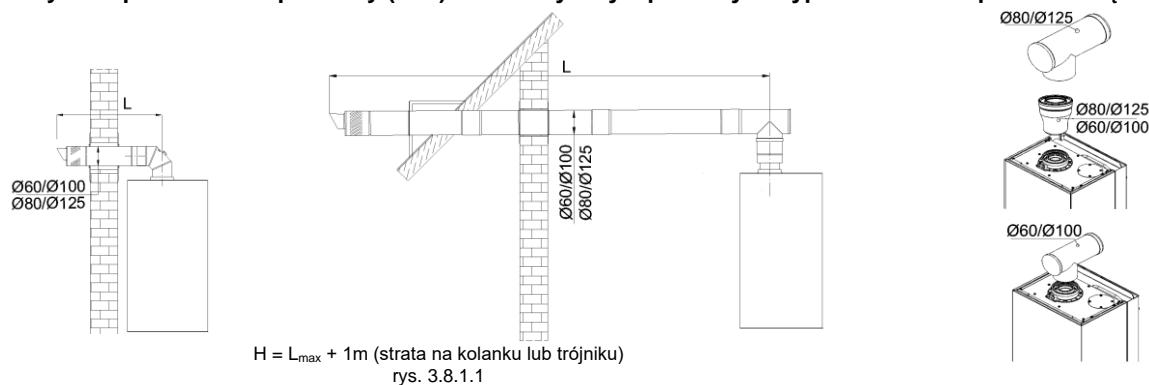 L
Ø60/Ø100
Ø80/Ø125
L
Ø60/Ø100
Ø80/Ø125
H = Lmax + 1m (strata na kolanku lub trójniku)
rys. 3.8.1.1
Ø80/Ø125
Ø80/Ø125
Ø60/Ø100
Ø60/Ø100